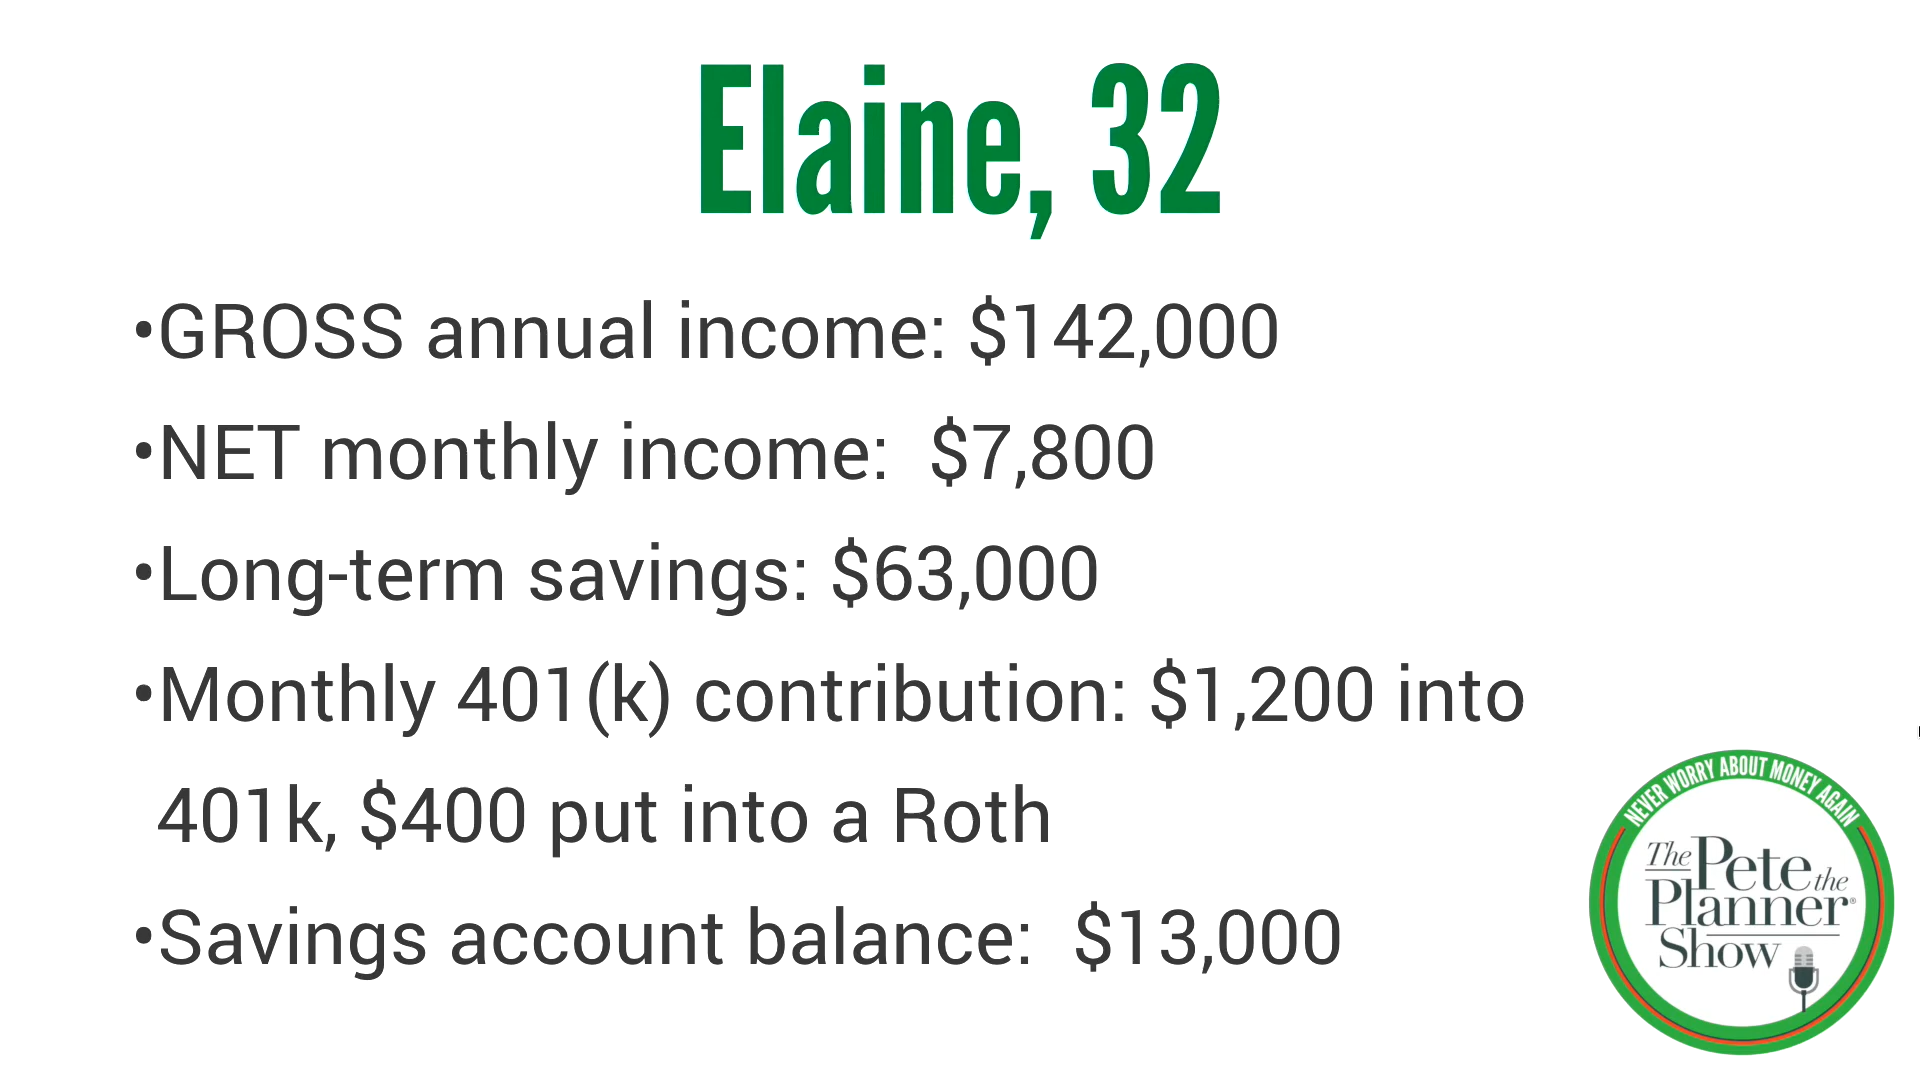 Elaine, 32
•GROSS annual income: $142,000
•NET monthly income:  $7,800
•Long-term savings: $63,000
•Monthly 401(k) contribution: $1,200 into
401k, $400 put into a Roth
•Savings account balance:  $13,000
NEVER WORRY ABOUT MONEY AGAIN
The Pete the
Planner®
Show